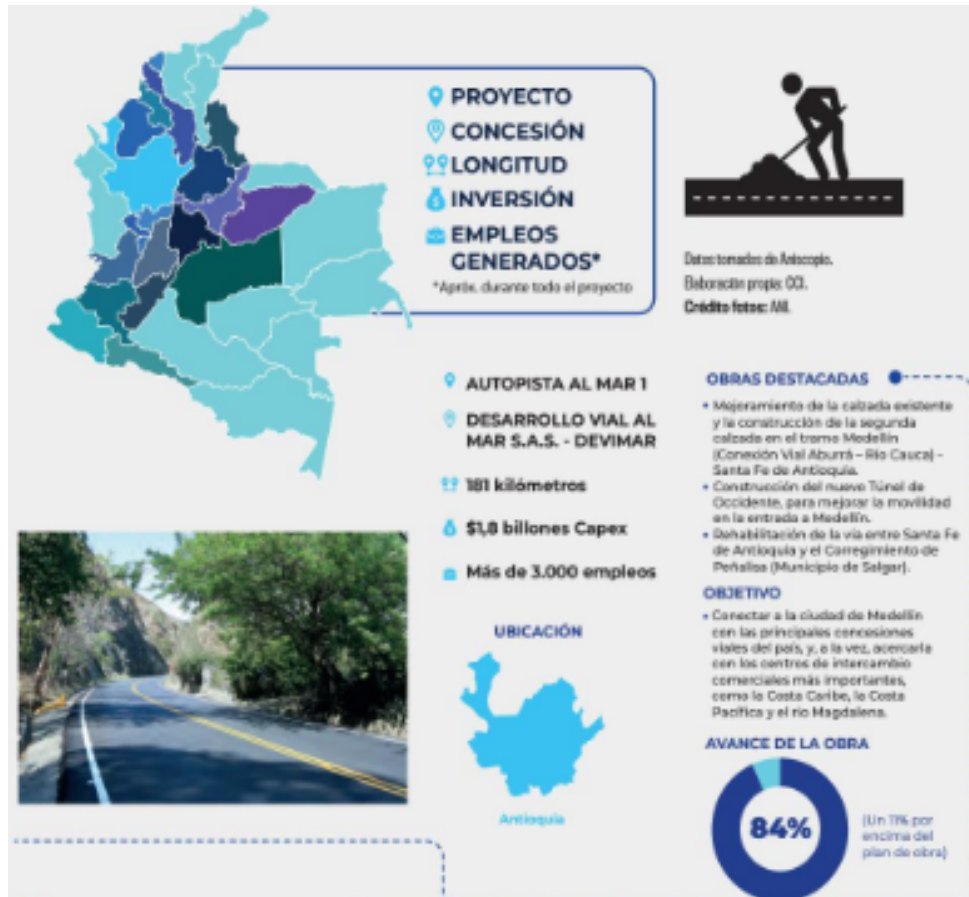 PROYECTO
CONCESIÓN
LONGITUD
INVERSIÓN
EMPLEOS
GENERADOS*
*Aprox. durante todo el proyecto
Datos tomados de Aniscopio.
Elaboración propia: CCI.
Crédito fotos: ANI.
AUTOPISTA AL MAR 1
DESARROLLO VIAL AL
MAR S.A.S. - DEVIMAR
181 kilómetros
$1,8 billones Capex
Más de 3.000 empleos
UBICACIÓN
Antioquia
OBRAS DESTACADAS
• Mejoramiento de la calzada existente
y la construcción de la segunda
calzada en el tramo Medellín
(Conexión Vial Aburrá – Río Cauca) -
Santa Fe de Antioquia.
• Construcción del nuevo Túnel de
Occidente, para mejorar la movilidad
en la entrada a Medellín.
• Rehabilitación de la vía entre Santa Fe
de Antioquia y el Corregimiento de
Peñalisa (Municipio de Salgar).
OBJETIVO
• Conectar a la ciudad de Medellín
con las principales concesiones
viales del país, y, a la vez, acercarla
con los centros de intercambio
comerciales más importantes,
como la Costa Caribe, la Costa
Pacífica y el río Magdalena.
AVANCE DE LA OBRA
84%
(Un 11% por
encima del
plan de obra)